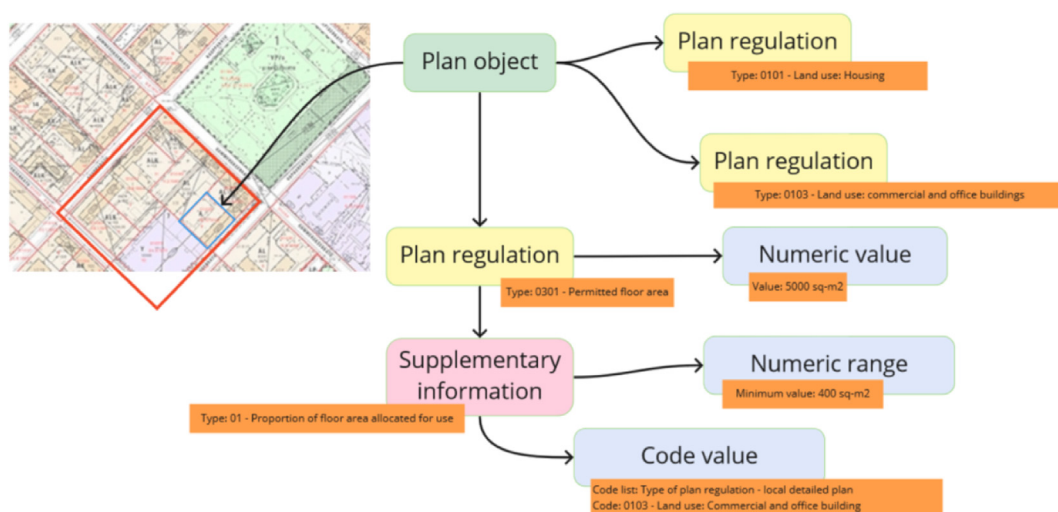 Plan object
Plan regulation
Type: 0101 - Land use: Housing
Plan regulation
Type: 0103 - Land use: commercial and office buildings
Plan regulation
Type: 0301 - Permitted floor area
Numeric value
Value: 5000 sq-m2
Supplementary
information
Type: 01 - Proportion of floor area allocated for use
Numeric range
Minimum value: 400 sq-m2
Code value
Code list: Type of plan regulation - local detailed plan
Code: 0103 - Land use: Commercial and office building